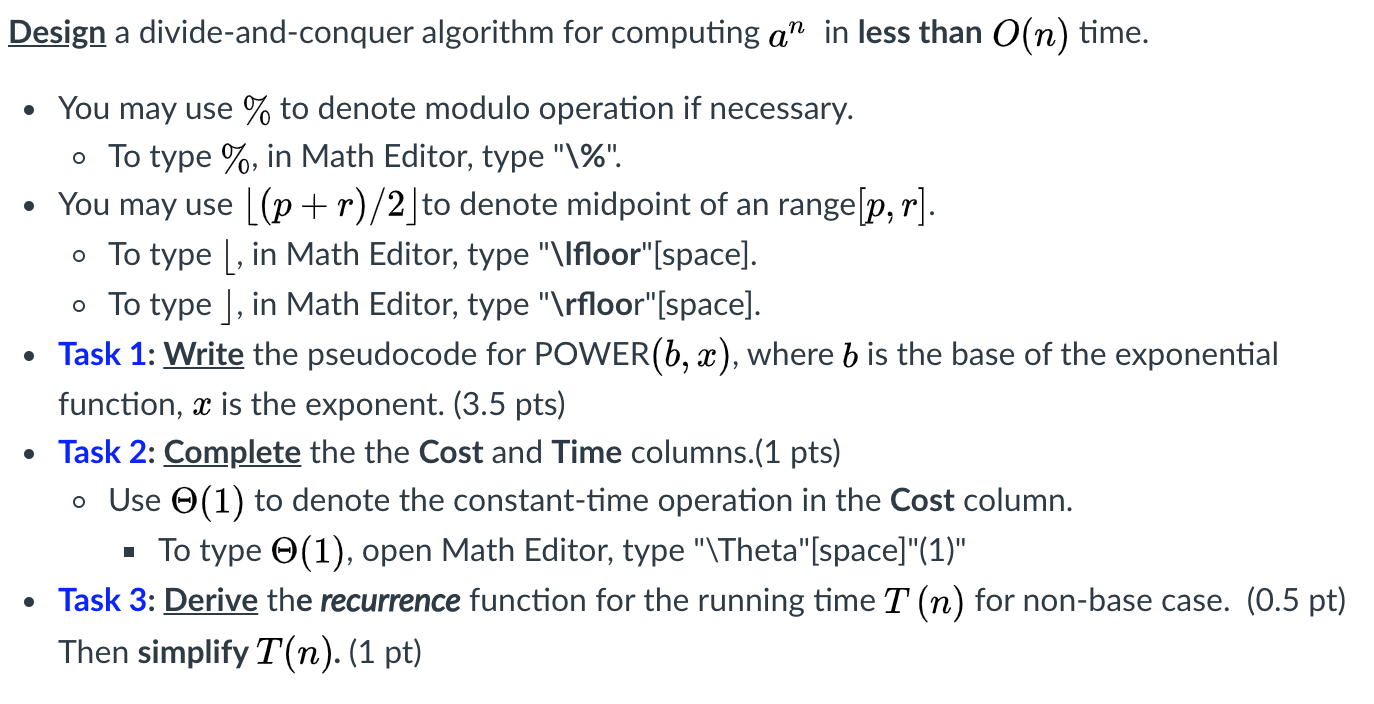 Design a divide-and-conquer algorithm for computing aⁿ in less than O(n) time.
• You may use % to denote modulo operation if necessary.
◦ To type %, in Math Editor, type "\%".
• You may use ⌊(p + r)/2⌋to denote midpoint of an range[p, r].
◦ To type ⌊, in Math Editor, type "\lfloor"[space].
◦ To type ⌋, in Math Editor, type "\rfloor"[space].
• Task 1: Write the pseudocode for POWER(b, x), where b is the base of the exponential
function, x is the exponent. (3.5 pts)
• Task 2: Complete the the Cost and Time columns.(1 pts)
◦ Use Θ(1) to denote the constant-time operation in the Cost column.
▪ To type Θ(1), open Math Editor, type "\Theta"[space]"(1)"
• Task 3: Derive the recurrence function for the running time T (n) for non-base case. (0.5 pt)
Then simplify T(n). (1 pt)